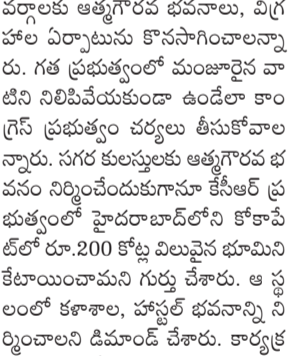 వర్గాలకు ఆత్మగౌరవ భవనాలు, విగ్ర
హాల ఏర్పాటును కొనసాగించాలన్నా
రు. గత ప్రభుత్వంలో మంజూరైన వా
టిని నిలిపివేయకుండా ఉండేలా కాం
గ్రెస్ ప్రభుత్వం చర్యలు తీసుకోవాల
న్నారు. సగర కులస్తులకు ఆత్మగౌరవ భ
వనం నిర్మించేందుకుగానూ కేసీఆర్ ప్ర
భుత్వంలో హైదరాబాద్‌లోని కోకాపే
ట్‌లో రూ.200 కోట్ల విలువైన భూమిని
కేటాయించామని గుర్తు చేశారు. ఆ స్థ
లంలో కళాశాల, హాస్టల్ భవనాన్ని ని
ర్మించాలని డిమాండ్ చేశారు. కార్యక్ర